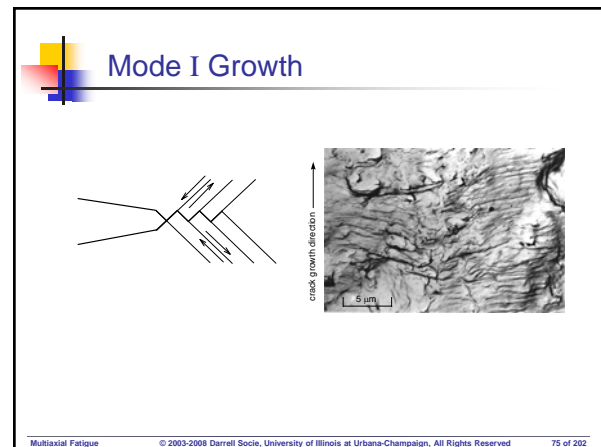 Mode I Growth
crack growth direction
5 μm
Multiaxial Fatigue © 2003-2008 Darrell Socie, University of Illinois at Urbana-Champaign, All Rights Reserved 75 of 202